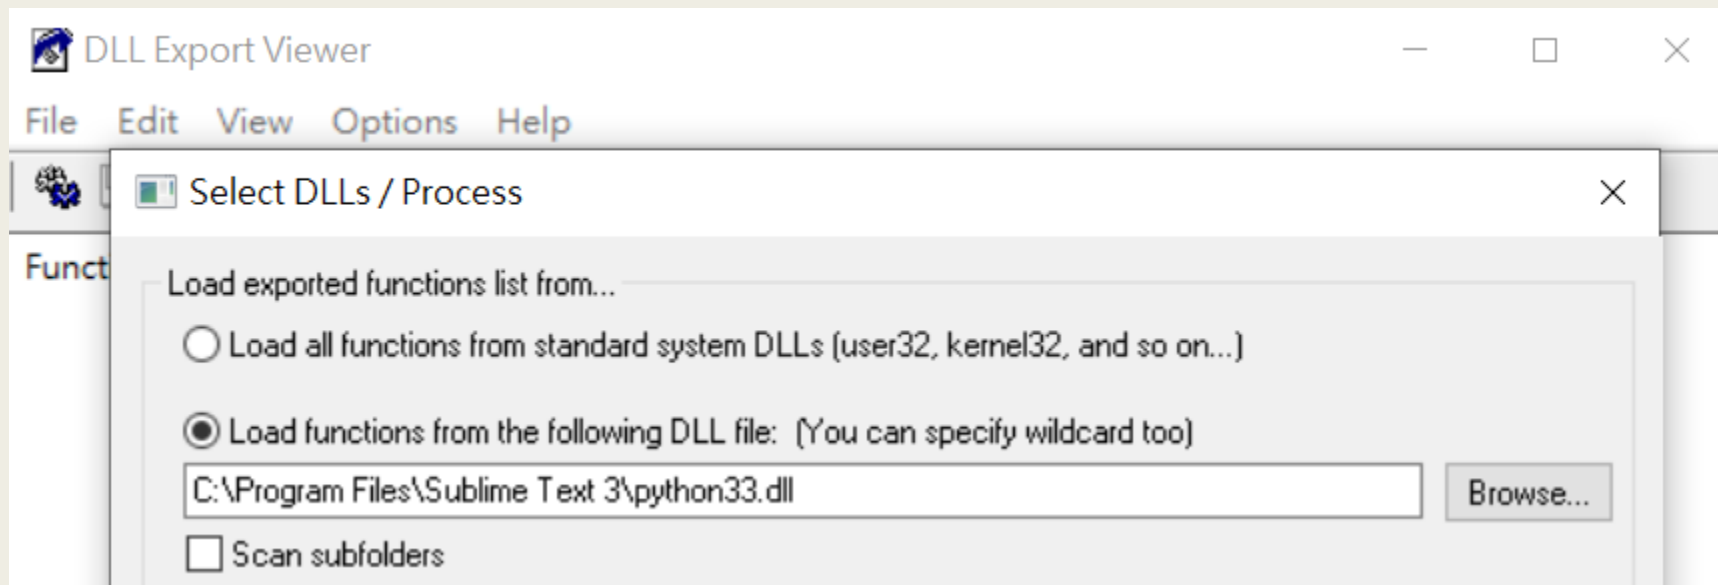 DLL Export Viewer
File Edit View Options Help
Select DLLs / Process
Funct
Load exported functions list from...
Load all functions from standard system DLLs (user32, kernel32, and so on...)
Load functions from the following DLL file:  (You can specify wildcard too)
C:\Program Files\Sublime Text 3\python33.dll
Browse...
Scan subfolders